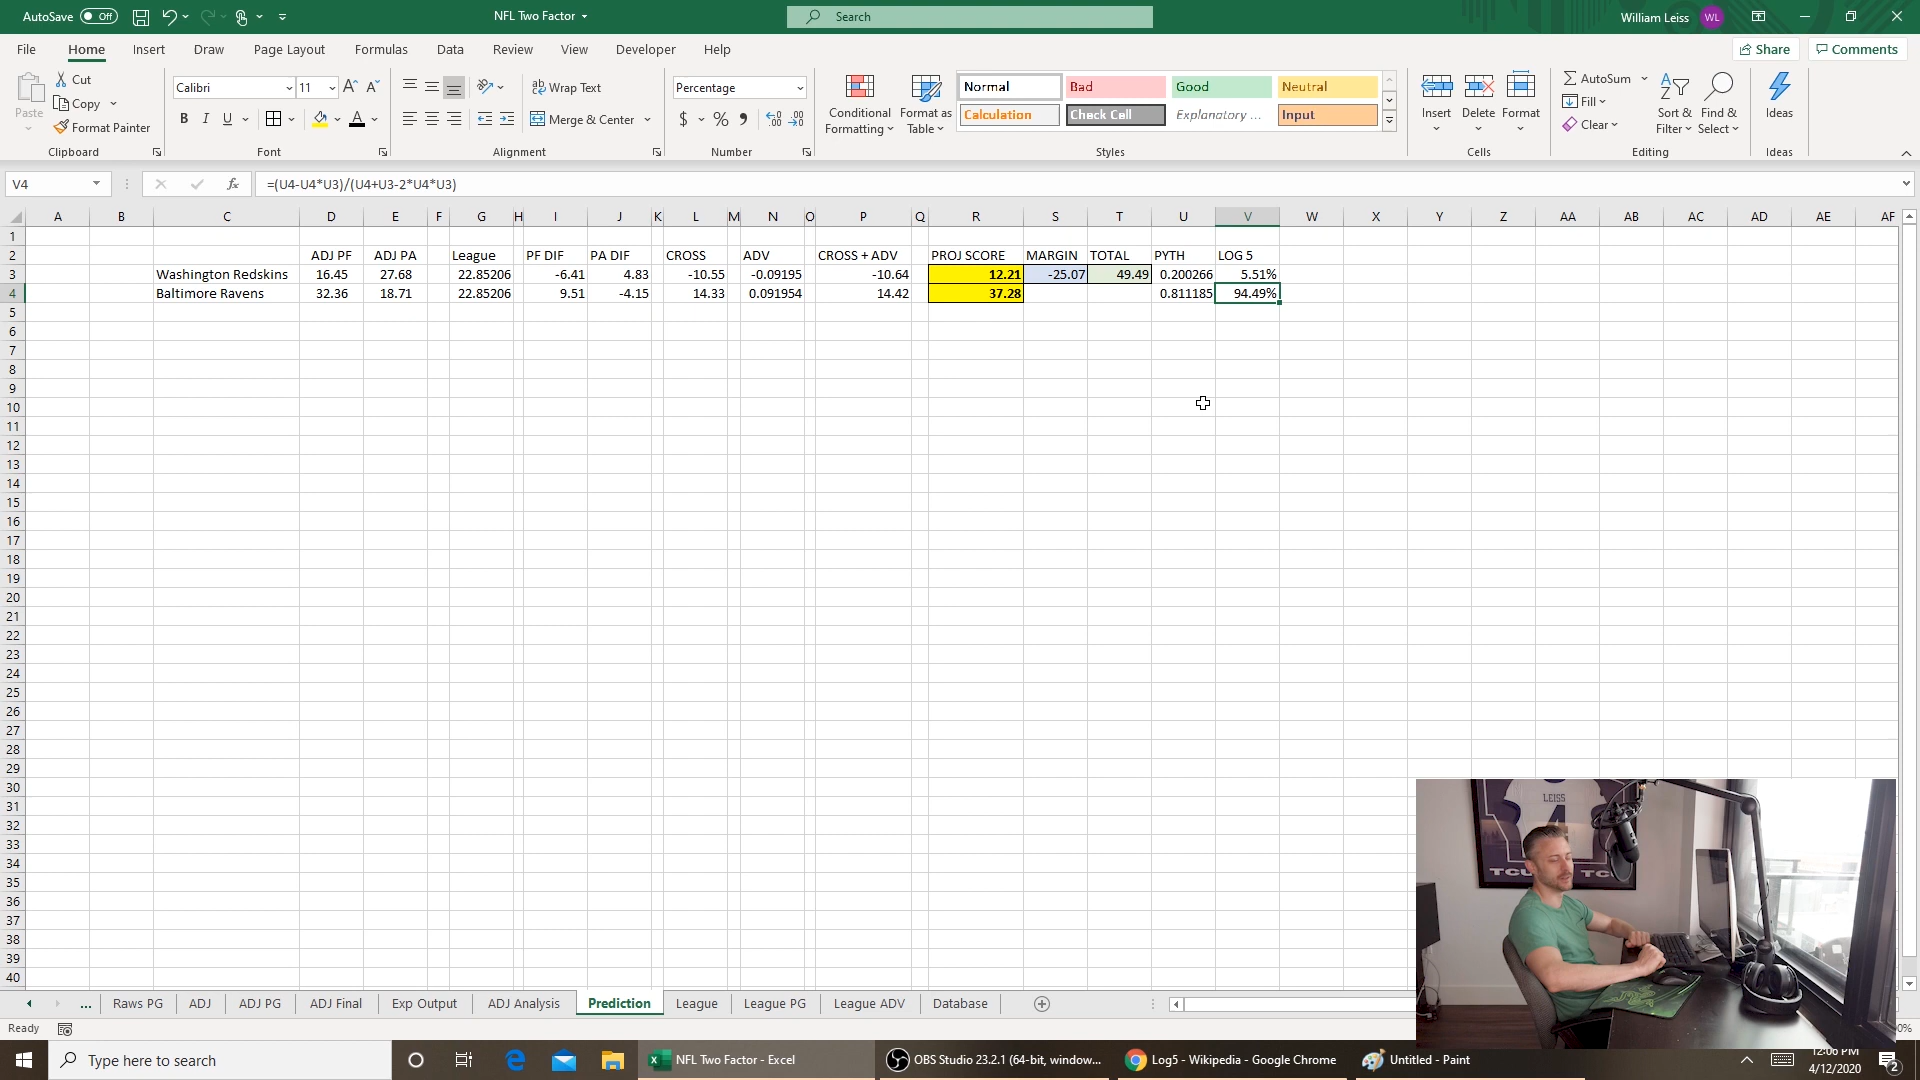 AutoSave Off NFL Two Factor Search William Leiss WL
File Home Insert Draw Page Layout Formulas Data Review View Developer Help Share Comments
Paste Cut Copy Format Painter Clipboard
Calibri 11 A A B I U A Font
Wrap Text Merge & Center Alignment
Percentage $ % Number
Conditional Formatting Format as Table Normal Bad Good Neutral Calculation Check Cell Explanatory ... Input Styles
Insert Delete Format Cells
AutoSum Fill Clear Sort & Filter Find & Select Editing
Ideas Ideas
V4 fx =(U4-U4*U3)/(U4+U3-2*U4*U3)
A B C D E F G H I J K L M N O P Q R S T U V W X Y Z AA AB AC AD AE AF
1
2 ADJ PF ADJ PA League PF DIF PA DIF CROSS ADV CROSS + ADV PROJ SCORE MARGIN TOTAL PYTH LOG 5
3 Washington Redskins 16.45 27.68 22.85206 -6.41 4.83 -10.55 -0.09195 -10.64 12.21 -25.07 49.49 0.200266 5.51%
4 Baltimore Ravens 32.36 18.71 22.85206 9.51 -4.15 14.33 0.091954 14.42 37.28 0.811185 94.49%
5
6
7
8
9
10
11
12
13
14
15
16
17
18
19
20
21
22
23
24
25
26
27
28
29
30
31
32
33
34
35
36
37
38
39
40
LEISS
4
TCU TC
... Raws PG ADJ ADJ PG ADJ Final Exp Output ADJ Analysis Prediction League League PG League ADV Database
Ready 0%
Type here to search NFL Two Factor - Excel OBS Studio 23.2.1 (64-bit, window... Log5 - Wikipedia - Google Chrome Untitled - Paint 12:06 PM
4/12/2020 2